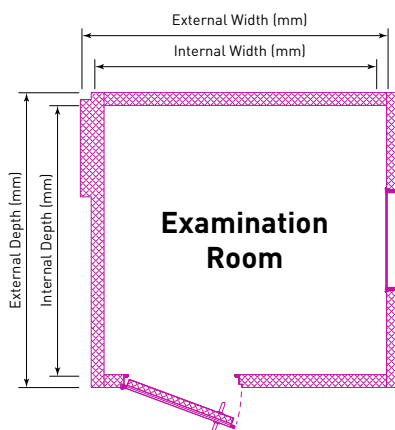 External Width (mm)
Internal Width (mm)
External Depth (mm)
Internal Depth (mm)
Examination
Room